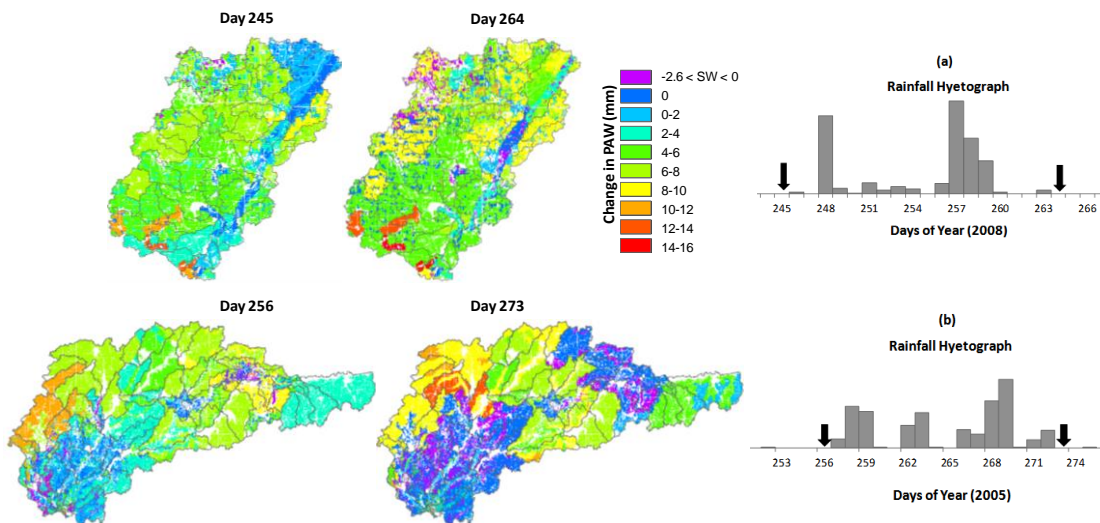 Day 245
Day 264
Change in PAW (mm)
-2.6 < SW < 0
0
0-2
2-4
4-6
6-8
8-10
10-12
12-14
14-16
(a)
Rainfall Hyetograph
245 248 251 254 257 260 263 266
Days of Year (2008)
Day 256
Day 273
(b)
Rainfall Hyetograph
253 256 259 262 265 268 271 274
Days of Year (2005)